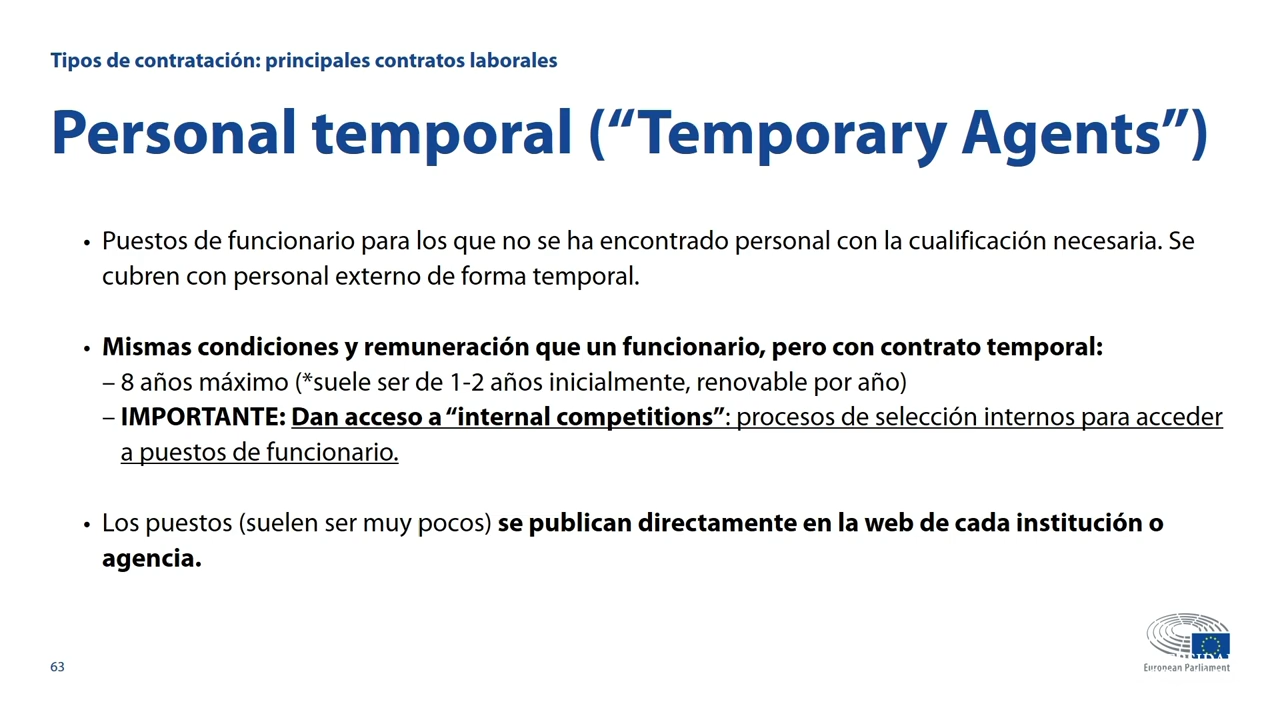 Tipos de contratación: principales contratos laborales
Personal temporal (“Temporary Agents”)
• Puestos de funcionario para los que no se ha encontrado personal con la cualificación necesaria. Se
cubren con personal externo de forma temporal.
• Mismas condiciones y remuneración que un funcionario, pero con contrato temporal:
– 8 años máximo (*suele ser de 1-2 años inicialmente, renovable por año)
– IMPORTANTE: Dan acceso a “internal competitions”: procesos de selección internos para acceder
a puestos de funcionario.
• Los puestos (suelen ser muy pocos) se publican directamente en la web de cada institución o
agencia.
63
European Parliament